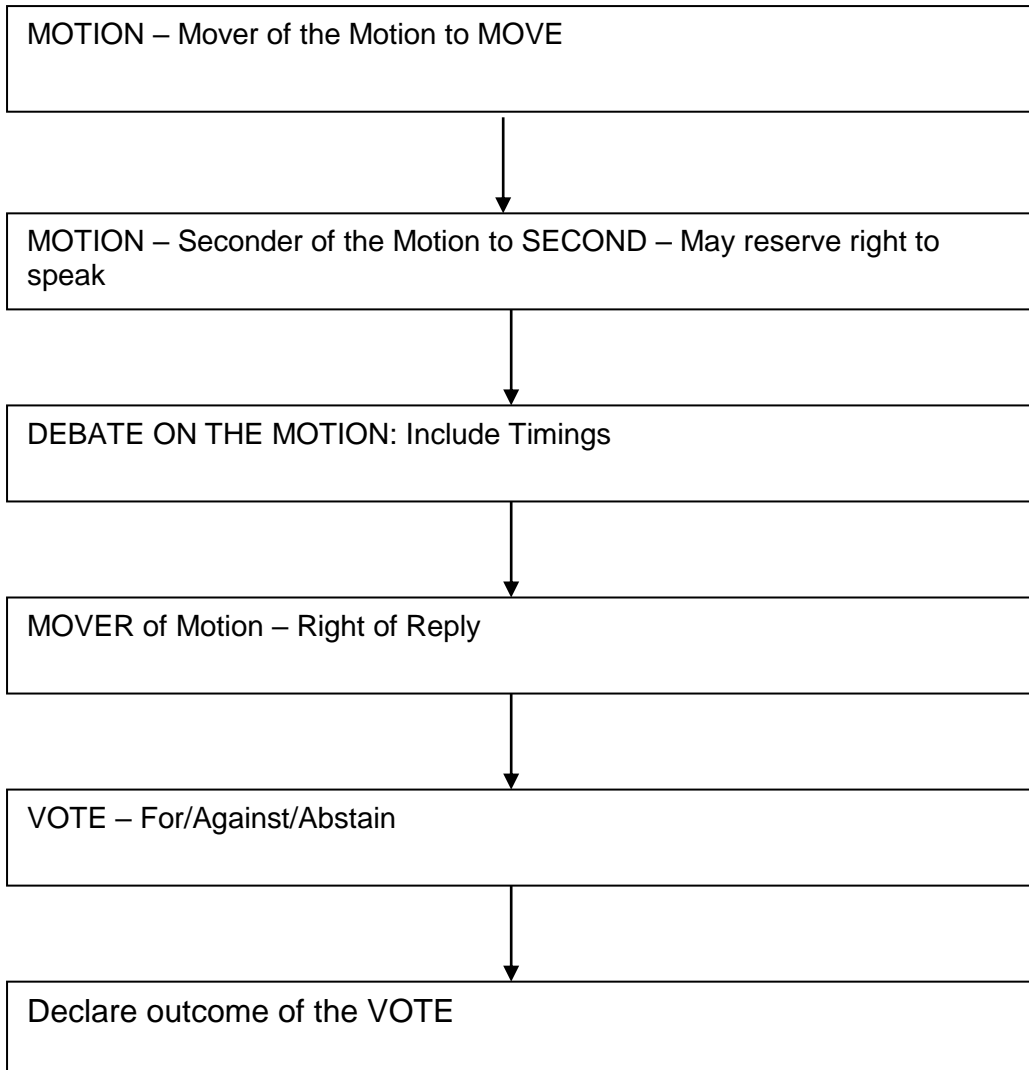 MOTION – Mover of the Motion to MOVE
MOTION – Seconder of the Motion to SECOND – May reserve right to
speak
DEBATE ON THE MOTION: Include Timings
MOVER of Motion – Right of Reply
VOTE – For/Against/Abstain
Declare outcome of the VOTE